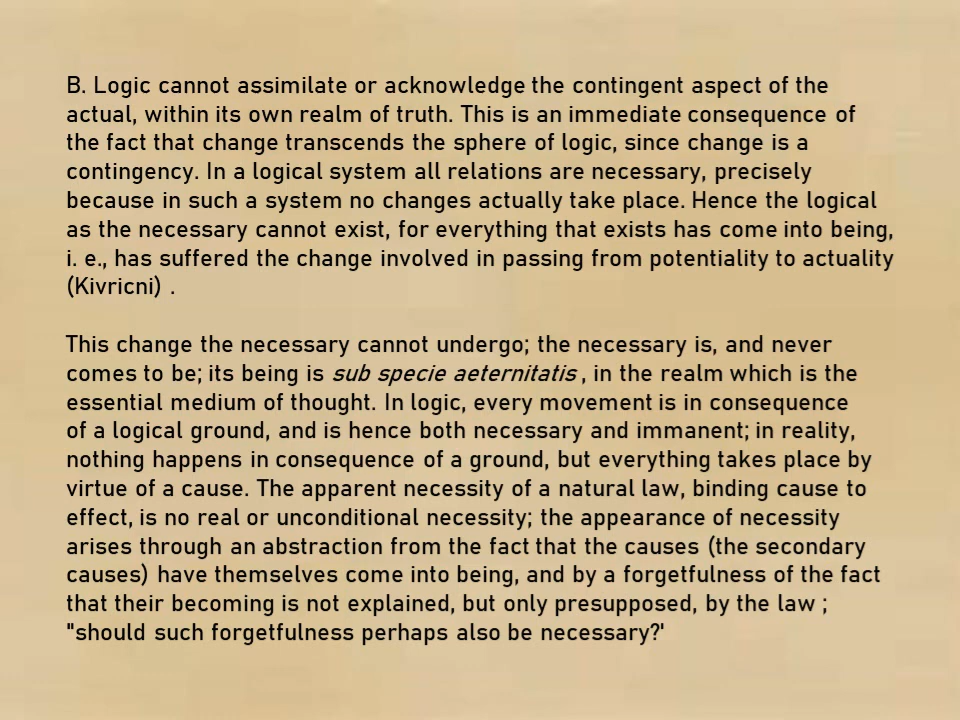 B. Logic cannot assimilate or acknowledge the contingent aspect of the
actual, within its own realm of truth. This is an immediate consequence of
the fact that change transcends the sphere of logic, since change is a
contingency. In a logical system all relations are necessary, precisely
because in such a system no changes actually take place. Hence the logical
as the necessary cannot exist, for everything that exists has come into being,
i. e., has suffered the change involved in passing from potentiality to actuality
(Kivricni) .
This change the necessary cannot undergo; the necessary is, and never
comes to be; its being is sub specie aeternitatis , in the realm which is the
essential medium of thought. In logic, every movement is in consequence
of a logical ground, and is hence both necessary and immanent; in reality,
nothing happens in consequence of a ground, but everything takes place by
virtue of a cause. The apparent necessity of a natural law, binding cause to
effect, is no real or unconditional necessity; the appearance of necessity
arises through an abstraction from the fact that the causes (the secondary
causes) have themselves come into being, and by a forgetfulness of the fact
that their becoming is not explained, but only presupposed, by the law ;
"should such forgetfulness perhaps also be necessary?'